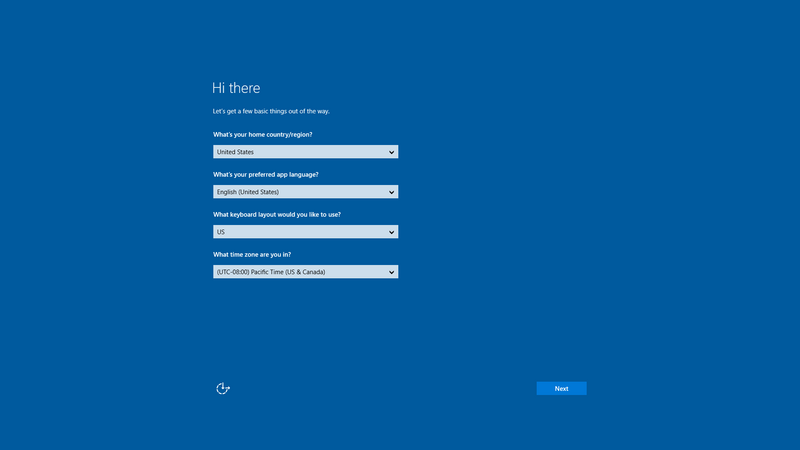 Hi there
Let's get a few basic things out of the way.
What's your home country/region?
United States
What's your preferred app language?
English (United States)
What keyboard layout would you like to use?
US
What time zone are you in?
(UTC-08:00) Pacific Time (US & Canada)
Next